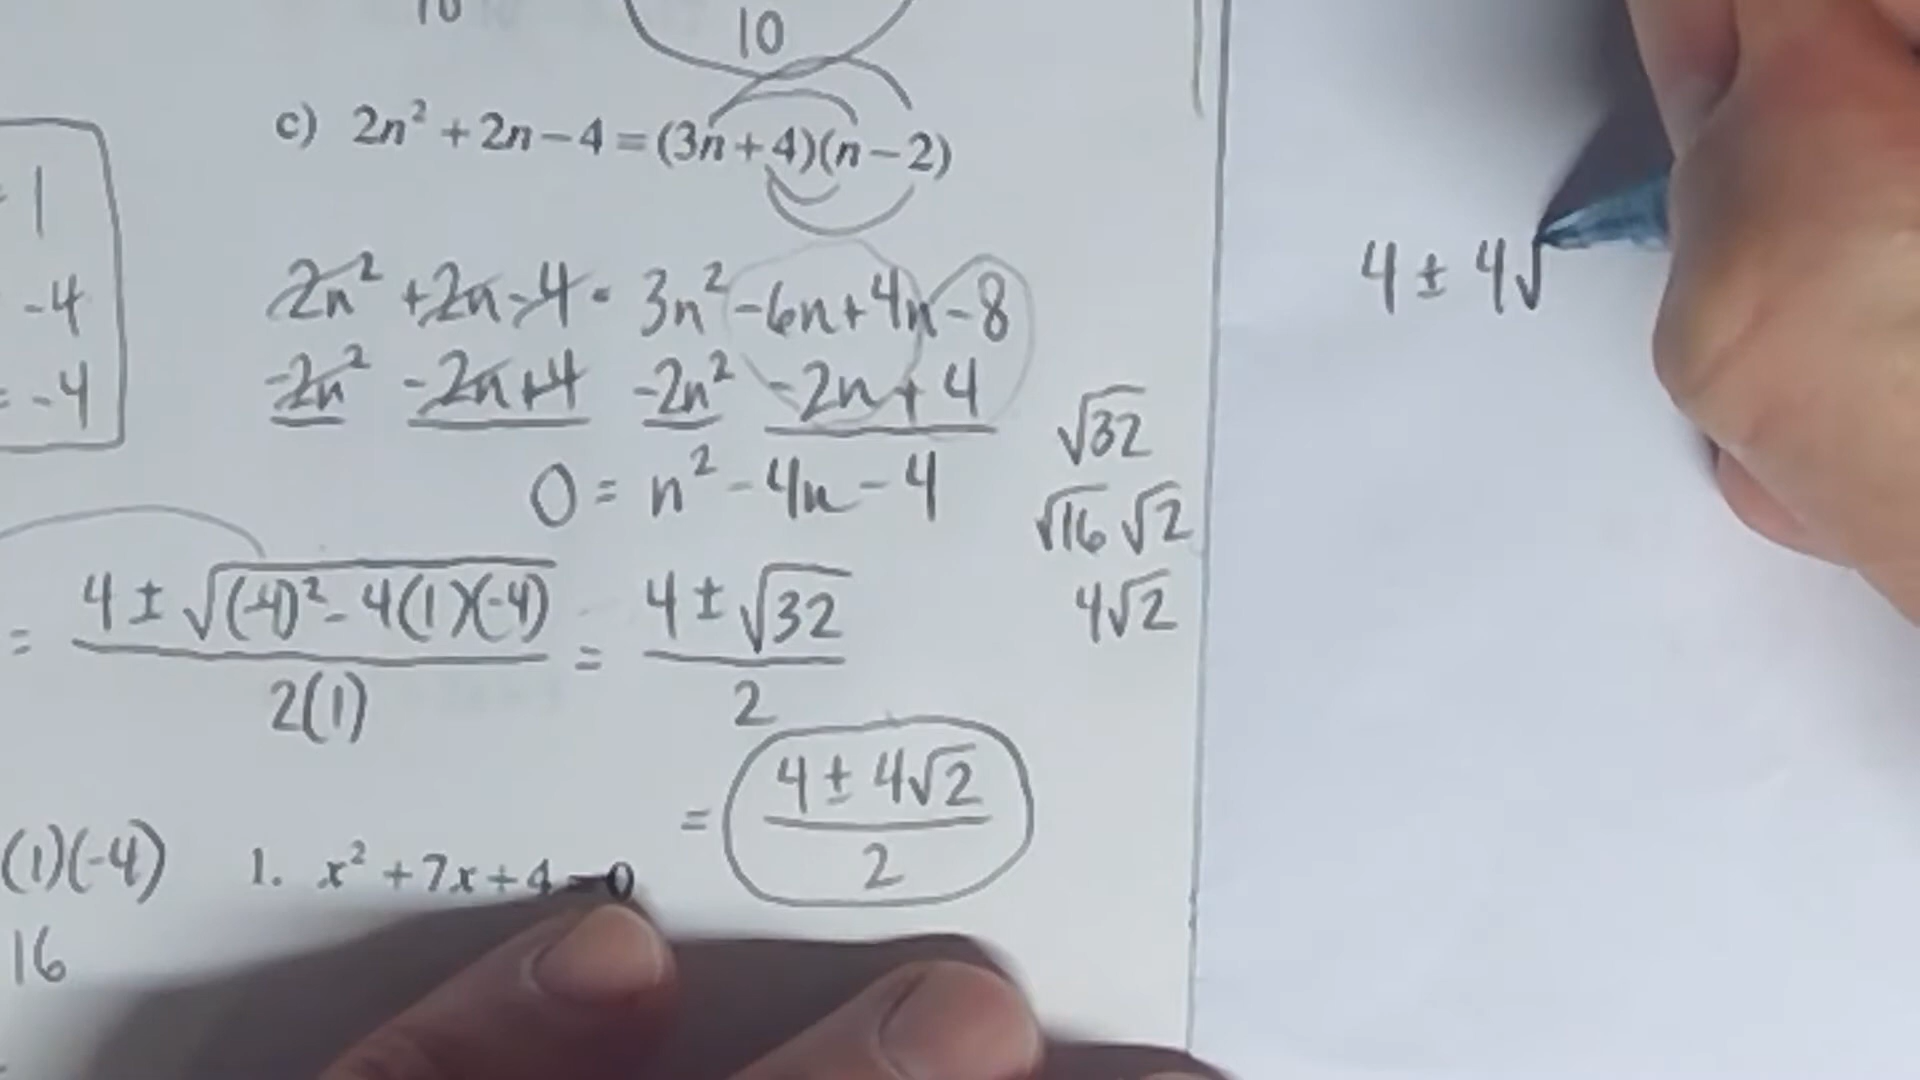 10
c) 2n² + 2n − 4 = (3n + 4)(n − 2)
= 1
-4
= -4
2n² + 2n - 4 = 3n² - 6n + 4n - 8
-2n² - 2n + 4 -2n² - 2n + 4
0 = n² - 4n - 4
√32
√16 √2
4√2
= 4 ± √(-4)² - 4(1)(-4) / 2(1) = 4 ± √32 / 2
= 4 ± 4√2 / 2
(1)(-4)
16
1. x² + 7x + 4 = 0
4 ± 4√